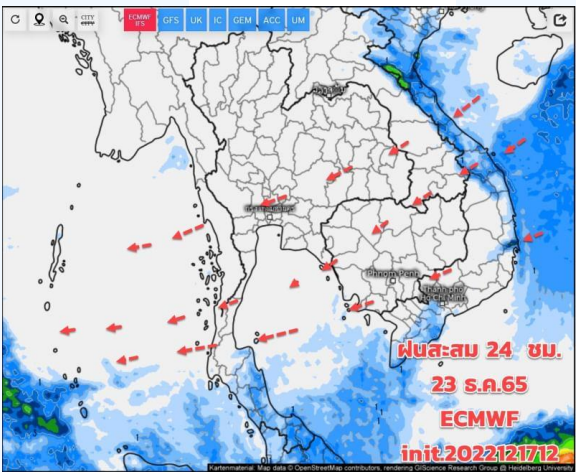 CITY
CITY
ECMWF
IFS
GFS
UK
IC
GEM
ACC
UM
Phnom Penh
Thành phố
Hồ Chí Minh
ฝนสะสม 24 ชม.
23 ธ.ค.65
ECMWF
init.2022121712
Kartenmaterial: Map data © OpenStreetMap contributors, rendering GIScience Research Group @ Heidelberg University